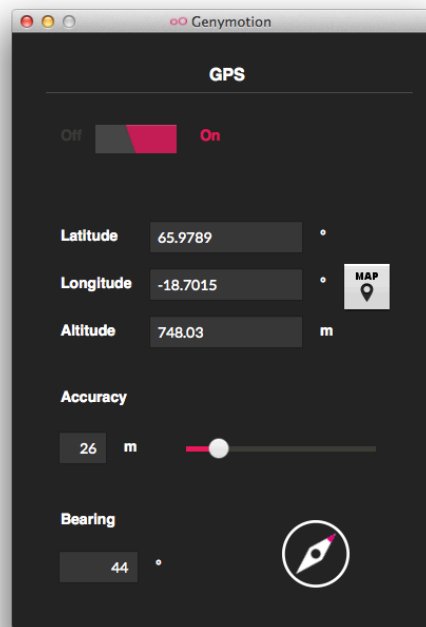 Genymotion
GPS
Off On
Latitude 65.9789 °
Longitude -18.7015 ° MAP
Altitude 748.03 m
Accuracy
26 m
Bearing
44 °